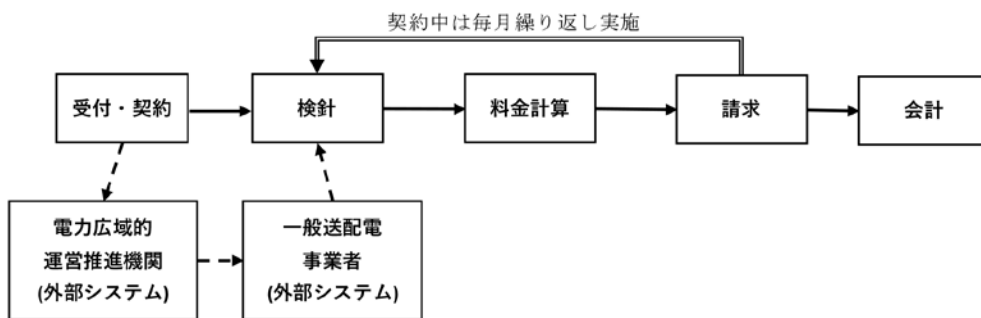 契約中は毎月繰り返し実施
受付・契約
検針
料金計算
請求
会計
電力広域的
運営推進機関
(外部システム)
一般送配電
事業者
(外部システム)